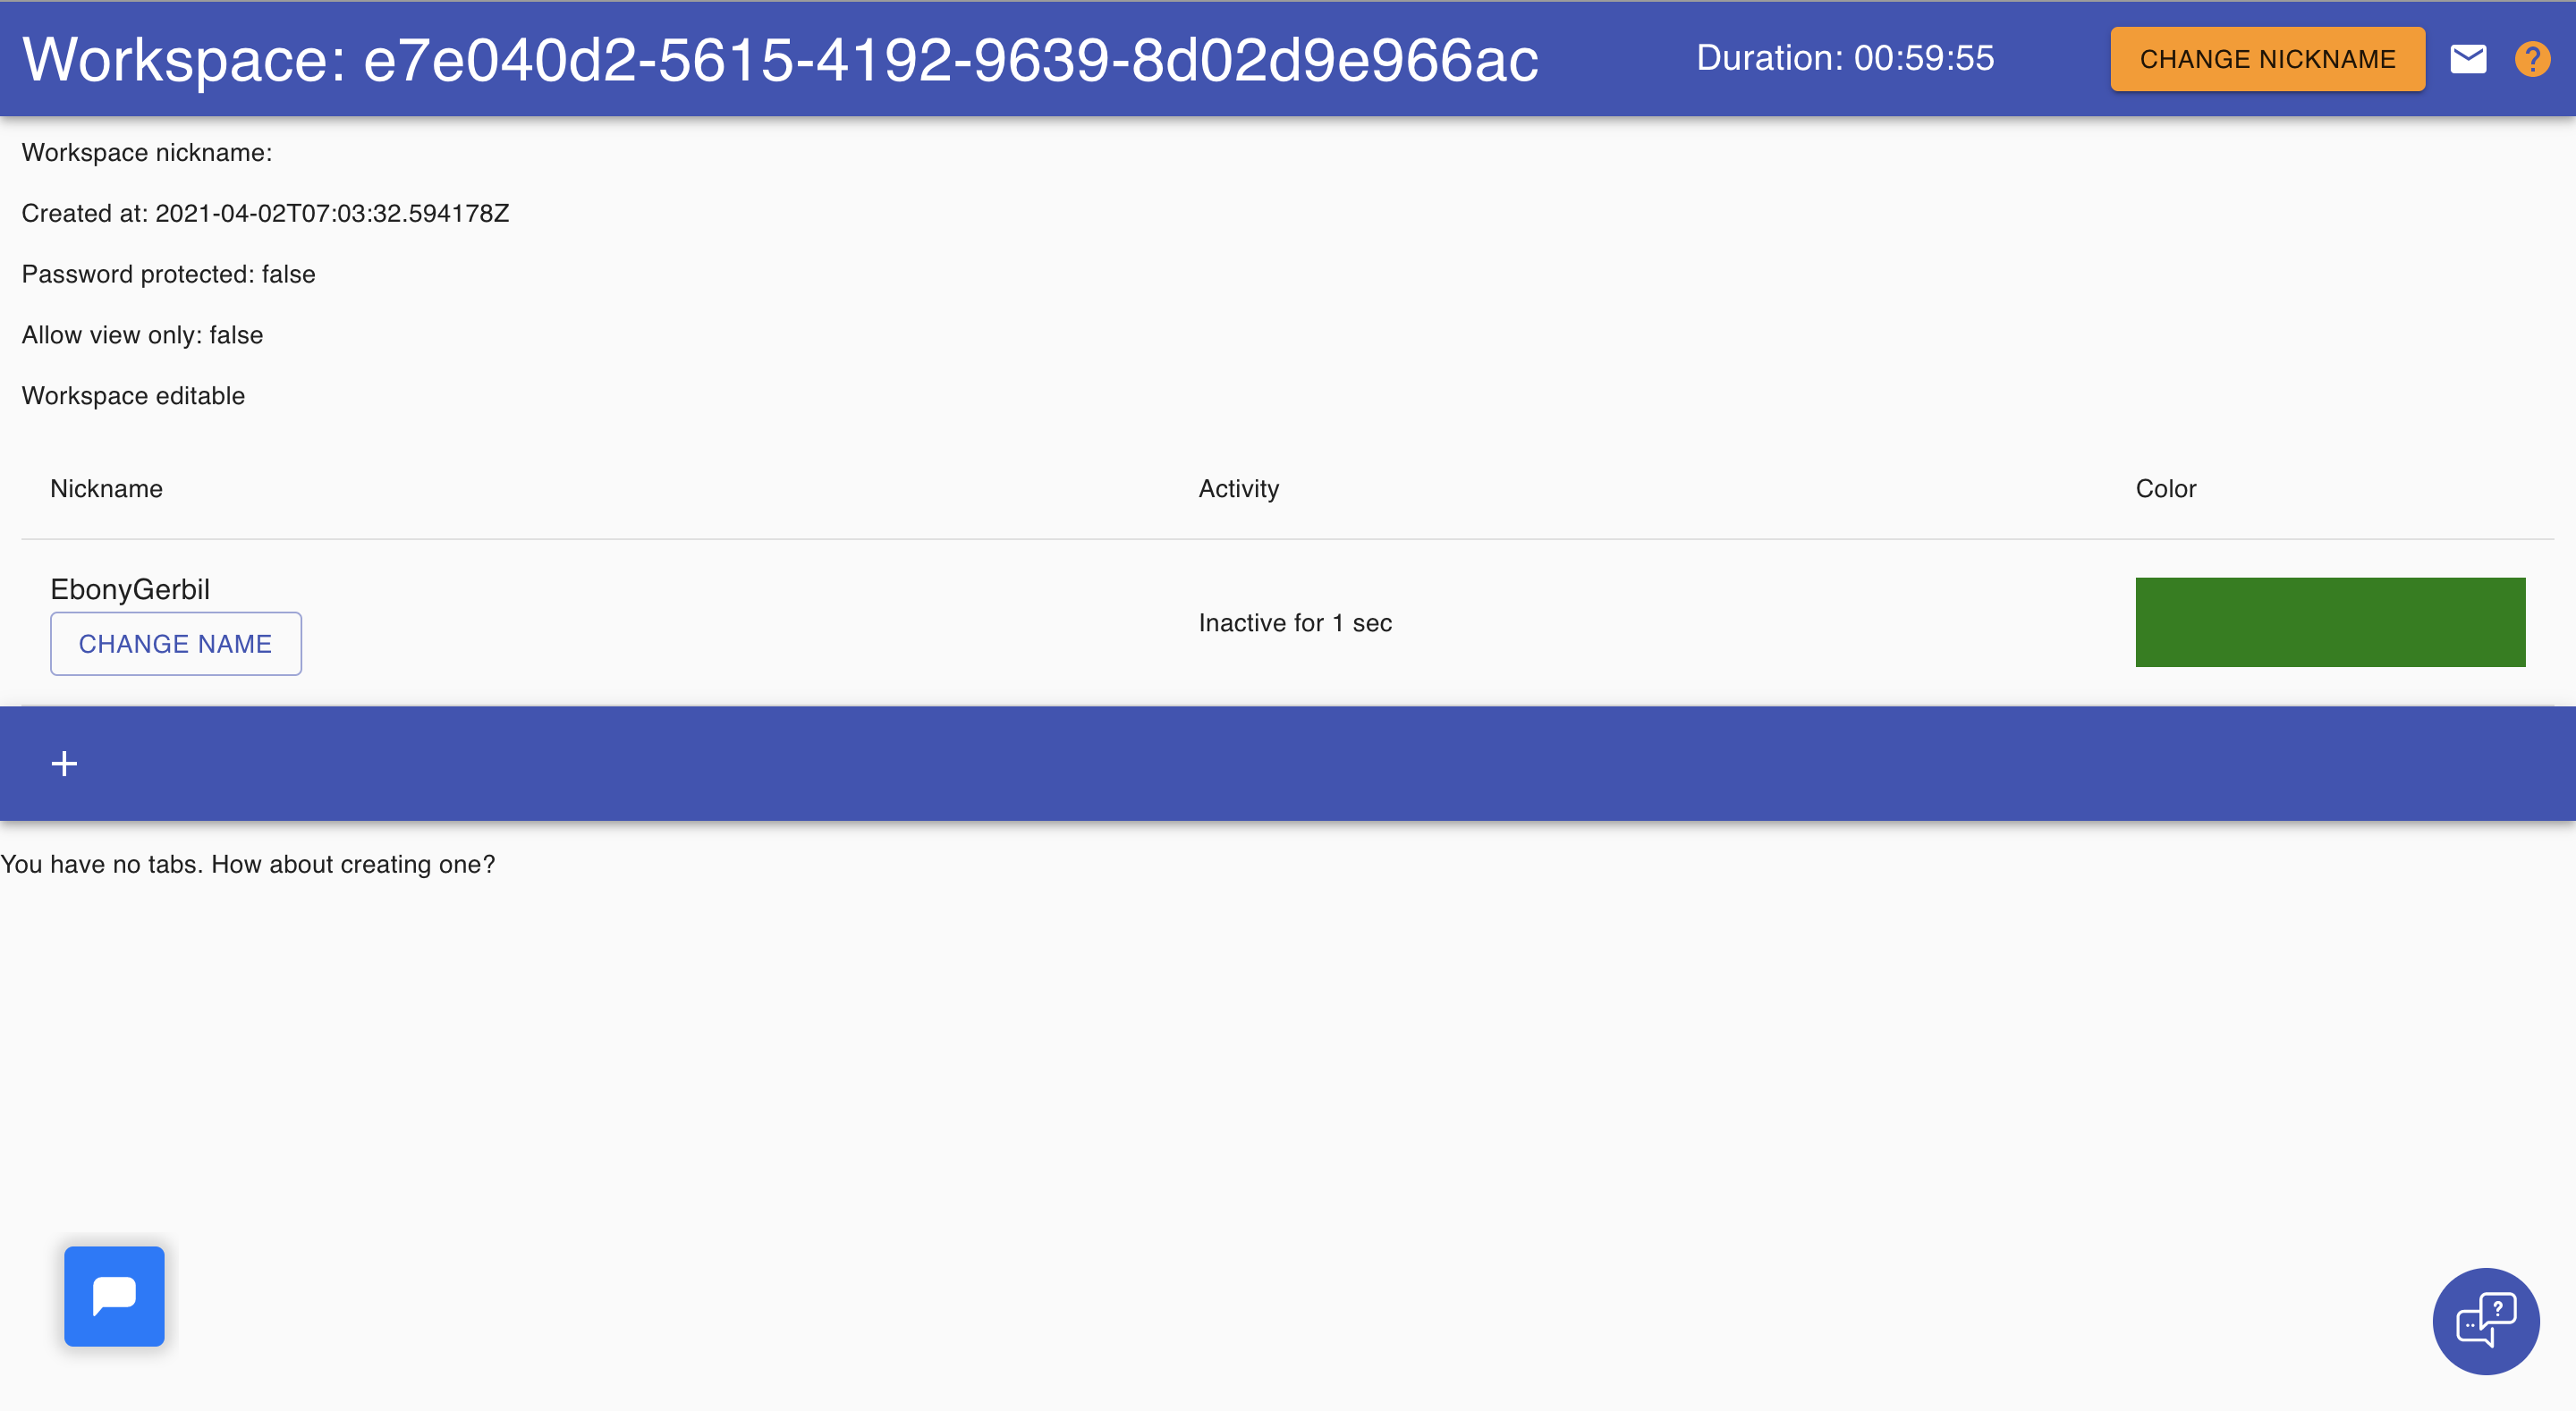 Workspace: e7e040d2-5615-4192-9639-8d02d9e966ac
Duration: 00:59:55
CHANGE NICKNAME
?
Workspace nickname:
Created at: 2021-04-02T07:03:32.594178Z
Password protected: false
Allow view only: false
Workspace editable
Nickname Activity Color
EbonyGerbil
CHANGE NAME
Inactive for 1 sec
+
You have no tabs. How about creating one?
?